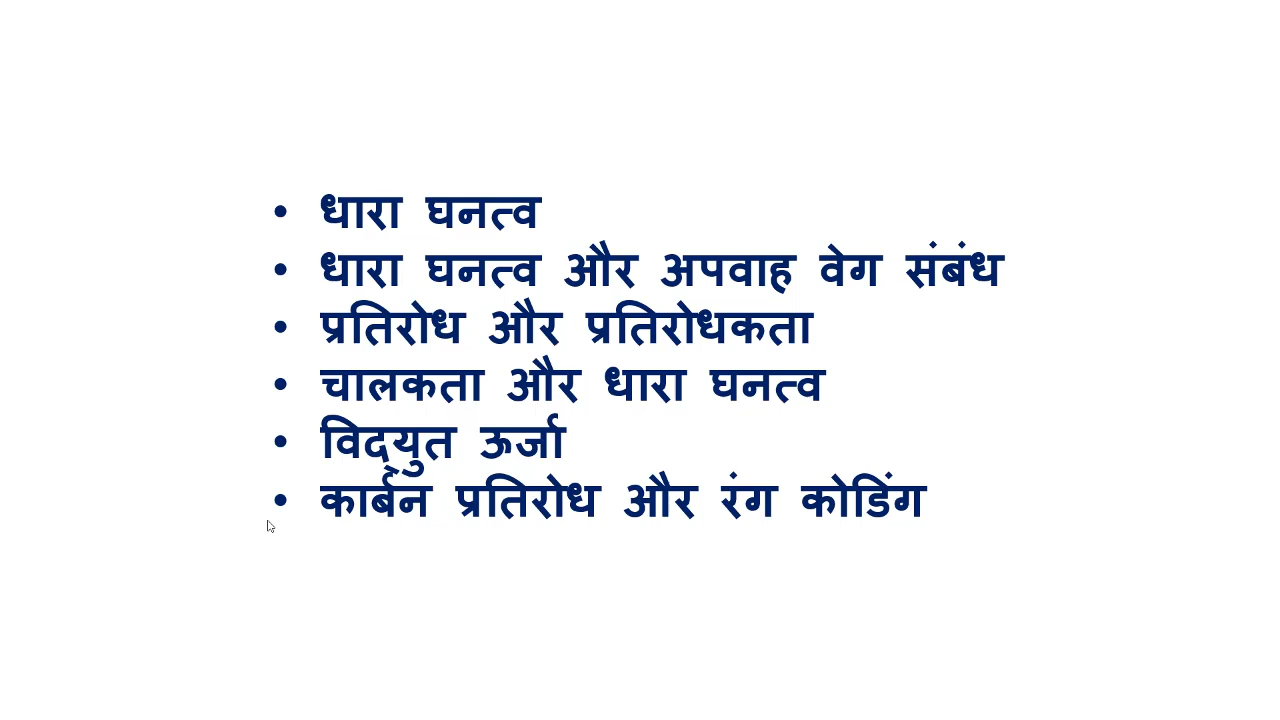 • धारा घनत्व
• धारा घनत्व और अपवाह वेग संबंध
• प्रतिरोध और प्रतिरोधकता
• चालकता और धारा घनत्व
• विद्युत ऊर्जा
• कार्बन प्रतिरोध और रंग कोडिंग